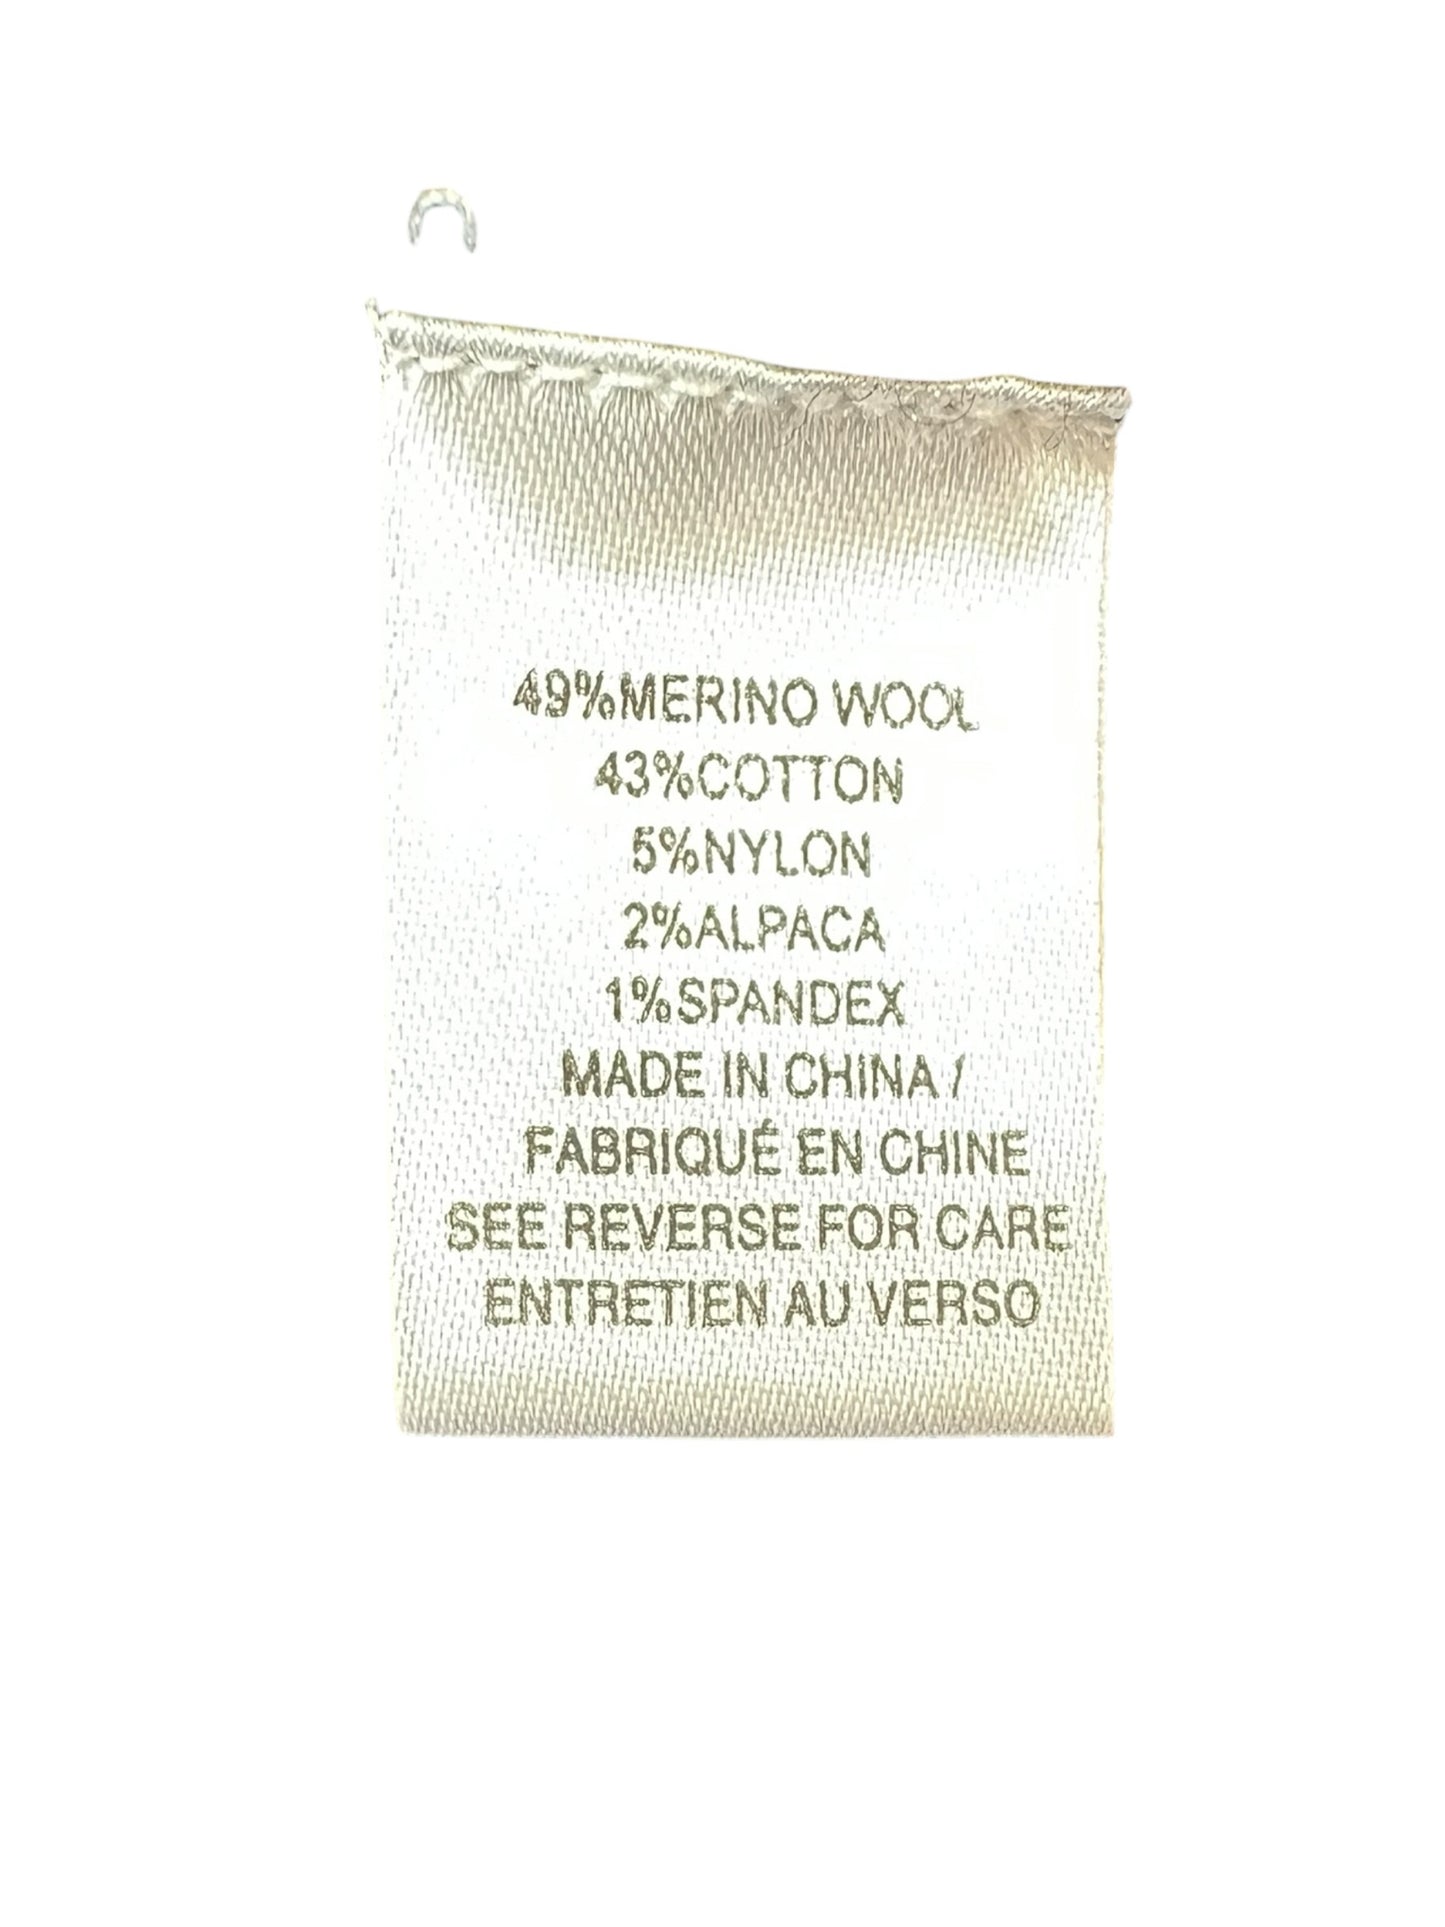 49%MERINO WOOL
43%COTTON
5%NYLON
2%ALPACA
1%SPANDEX
MADE IN CHINA /
FABRIQUÉ EN CHINE
SEE REVERSE FOR CARE
ENTRETIEN AU VERSO